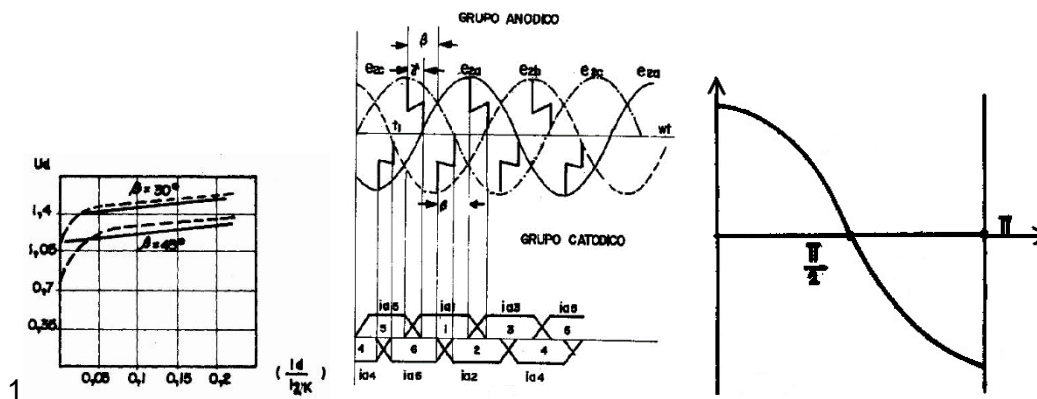 GRUPO ANODICO
β
e2c γ e2a e2b e2c e2a
t1 wt
β
GRUPO CATODICO
ia5 ia1 ia3 ia5
5 1 3 5
4 6 2 4
ia4 ia6 ia2 ia4
Ud
β=30°
1,4
β=45°
1,05
0,7
0,35
0,05 0,1 0,15 0,2 (Id/I2K)
π/2 π
1